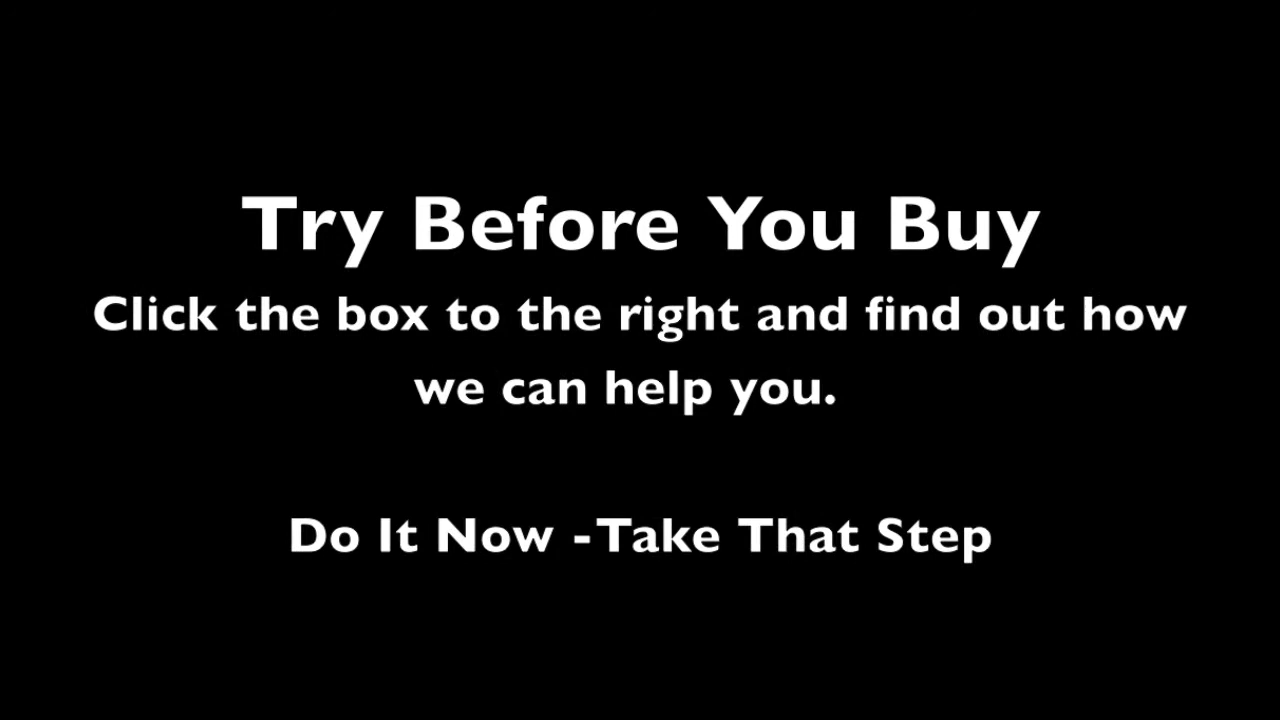 Try Before You Buy
Click the box to the right and find out how
we can help you.
Do It Now -Take That Step